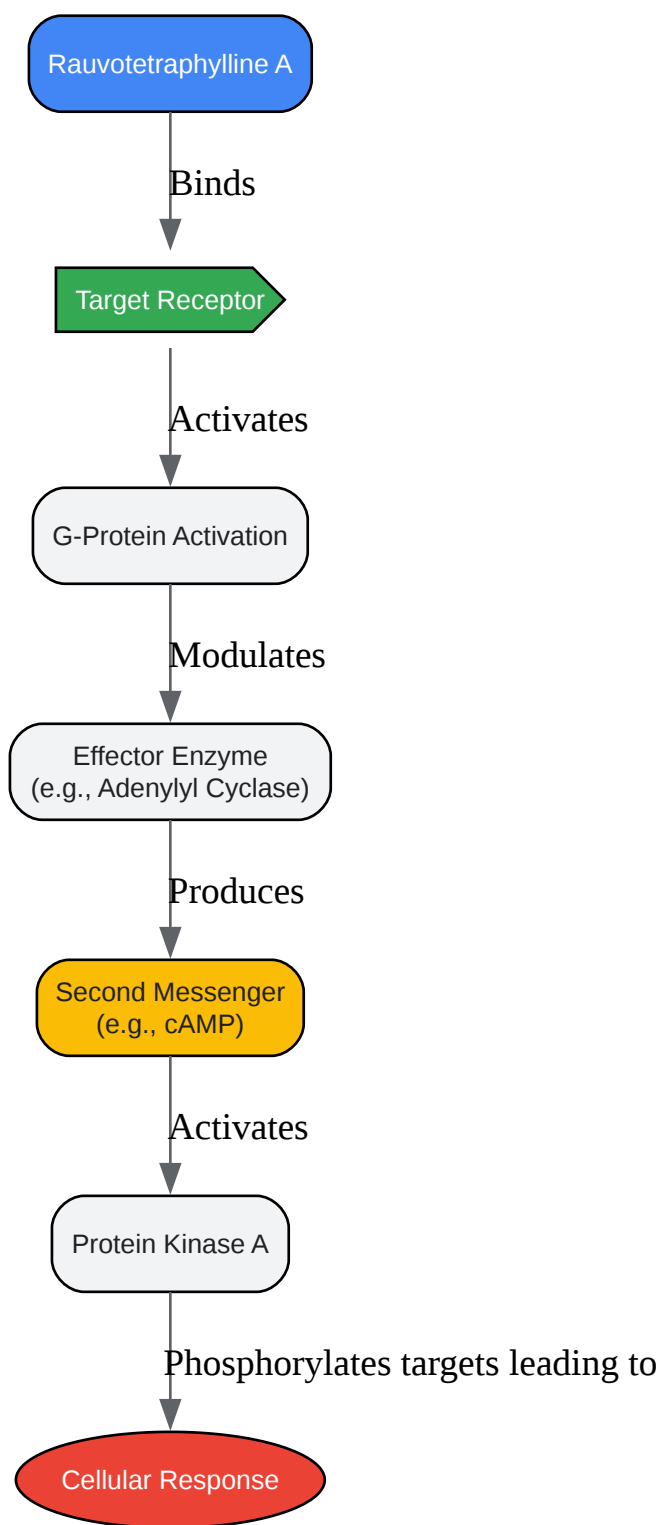 Rauvotetraphylline A
Binds
Target Receptor
Activates
G-Protein Activation
Modulates
Effector Enzyme
(e.g., Adenylyl Cyclase)
Produces
Second Messenger
(e.g., cAMP)
Activates
Protein Kinase A
Phosphorylates targets leading to
Cellular Response